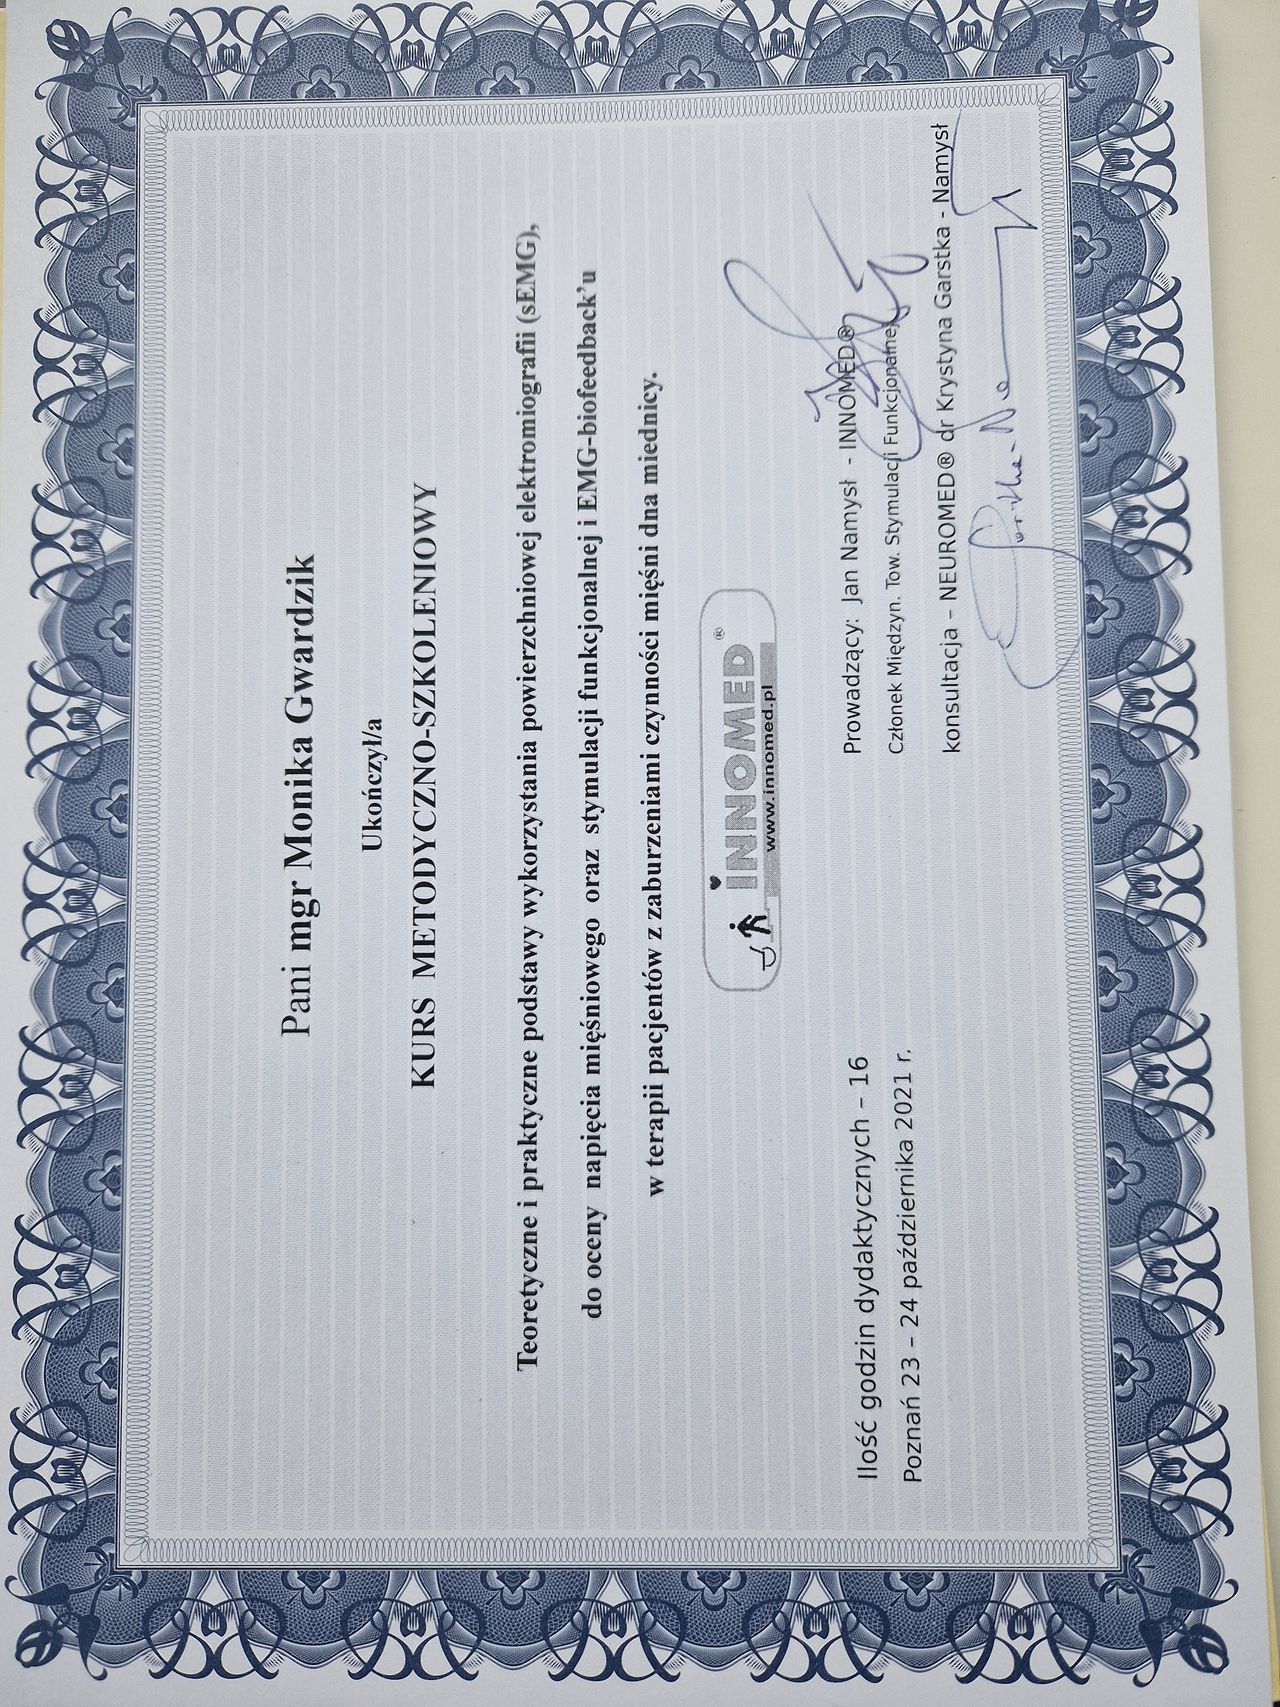 Pani mgr Monika Gwardzik
Ukończył/a
KURS METODYCZNO-SZKOLENIOWY
Teoretyczne i praktyczne podstawy wykorzystania powierzchniowej elektromiografii (sEMG),
do oceny napięcia mięśniowego oraz stymulacji funkcjonalnej i EMG-biofeedback'u
w terapii pacjentów z zaburzeniami czynności mięśni dna miednicy.
INNOMED®
www.innomed.pl
Ilość godzin dydaktycznych – 16
Poznań 23 – 24 października 2021 r.
Prowadzący: Jan Namysł - INNOMED®
Członek Międzyn. Tow. Stymulacji Funkcjonalnej
konsultacja – NEUROMED® dr Krystyna Garstka - Namysł